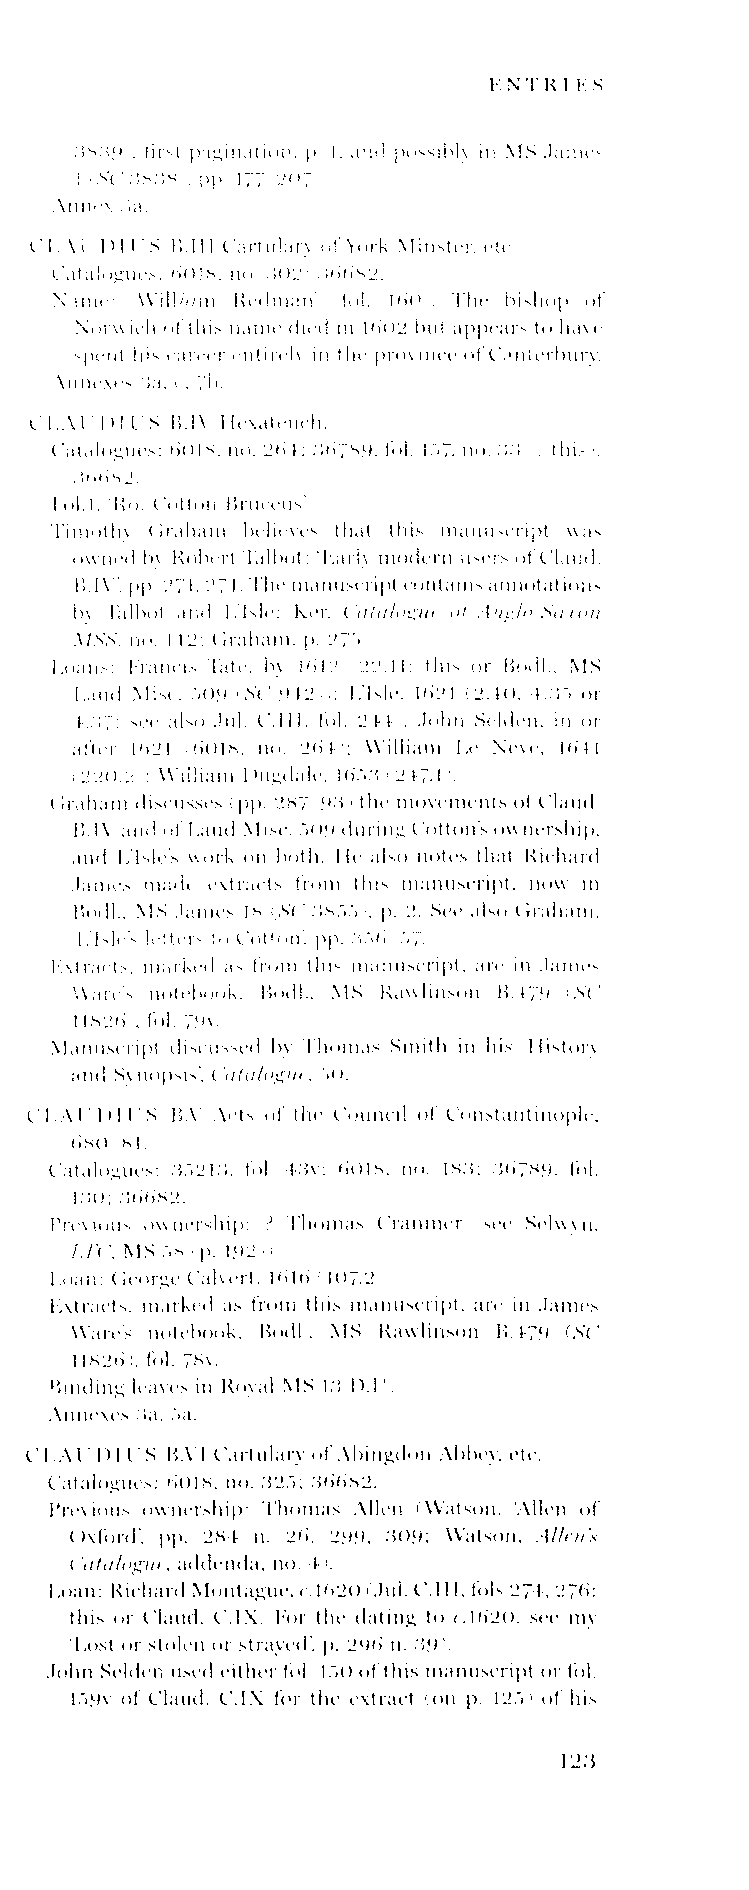 ENTRIES
3839), first pagination, p. 1, and possibly in MS James
1 (SC 3838), pp. 177–207.
Annex 3a.
CLAUDIUS B.III Cartulary of York Minster, etc.
Catalogues: 6018, no. 302; 36682.
Name: 'William Redman' (fol. 160). The bishop of
Norwich of this name died in 1602 but appears to have
spent his career entirely in the province of Canterbury.
Annexes 3a, c, 7b.
CLAUDIUS B.IV Hexateuch.
Catalogues: 6018, no. 264; 36789, fol. 157, no. 33 (?this);
36682.
Fol.1, 'Ro. Cotton Bruceus'.
Timothy Graham believes that this manuscript was
owned by Robert Talbot: 'Early modern users of Claud.
B.IV', pp. 271, 274. The manuscript contains annotations
by Talbot and L'Isle: Ker, Catalogue of Anglo-Saxon
MSS, no. 142; Graham, p. 275.
Loans: Francis Tate, by 1612 (22.11: this or Bodl., MS
Laud Misc. 509 (SC 942)); L'Isle, 1621 (2.40, 4.35 or
4.37; see also Jul. C.III, fol. 244); John Selden, in or
after 1621 (6018, no. 264); William Le Neve, 1641
(220.2); William Dugdale, 1653 (247.1).
Graham discusses (pp. 287–93) the movements of Claud.
B.IV and of Laud Misc. 509 during Cotton's ownership,
and L'Isle's work on both. He also notes that Richard
James made extracts from this manuscript, now in
Bodl., MS James 18 (SC 3855), p. 2. See also Graham,
'L'Isle's letters to Cotton', pp. 356–57.
Extracts, marked as from this manuscript, are in James
Ware's notebook, Bodl., MS Rawlinson B.479 (SC
11826), fol. 79v.
Manuscript discussed by Thomas Smith in his 'History
and Synopsis', Catalogue, 50.
CLAUDIUS B.V Acts of the Council of Constantinople,
680–81.
Catalogues: 35213, fol. 43v; 6018, no. 183; 36789, fol.
130; 36682.
Previous ownership: ? Thomas Cranmer (see Selwyn,
LTC, MS 58 (p. 192)).
Loan: George Calvert, 1616 (107.2).
Extracts, marked as from this manuscript, are in James
Ware's notebook, Bodl., MS Rawlinson B.479 (SC
11826), fol. 78v.
Binding leaves in Royal MS 13 D.I*.
Annexes 3a, 5a.
CLAUDIUS B.VI Cartulary of Abingdon Abbey, etc.
Catalogues: 6018, no. 325; 36682.
Previous ownership: Thomas Allen (Watson, 'Allen of
Oxford', pp. 284 n. 26, 299, 309; Watson, Allen's
Catalogue, addenda, no. 4).
Loan: Richard Montague, c.1620 (Jul. C.III, fols 274, 276:
this or Claud. C.IX. For the dating to c.1620, see my
'Lost or stolen or strayed', p. 296 n. 39).
John Selden used either fol. 150 of this manuscript or fol.
159v of Claud. C.IX for the extract (on p. 125) of his
123